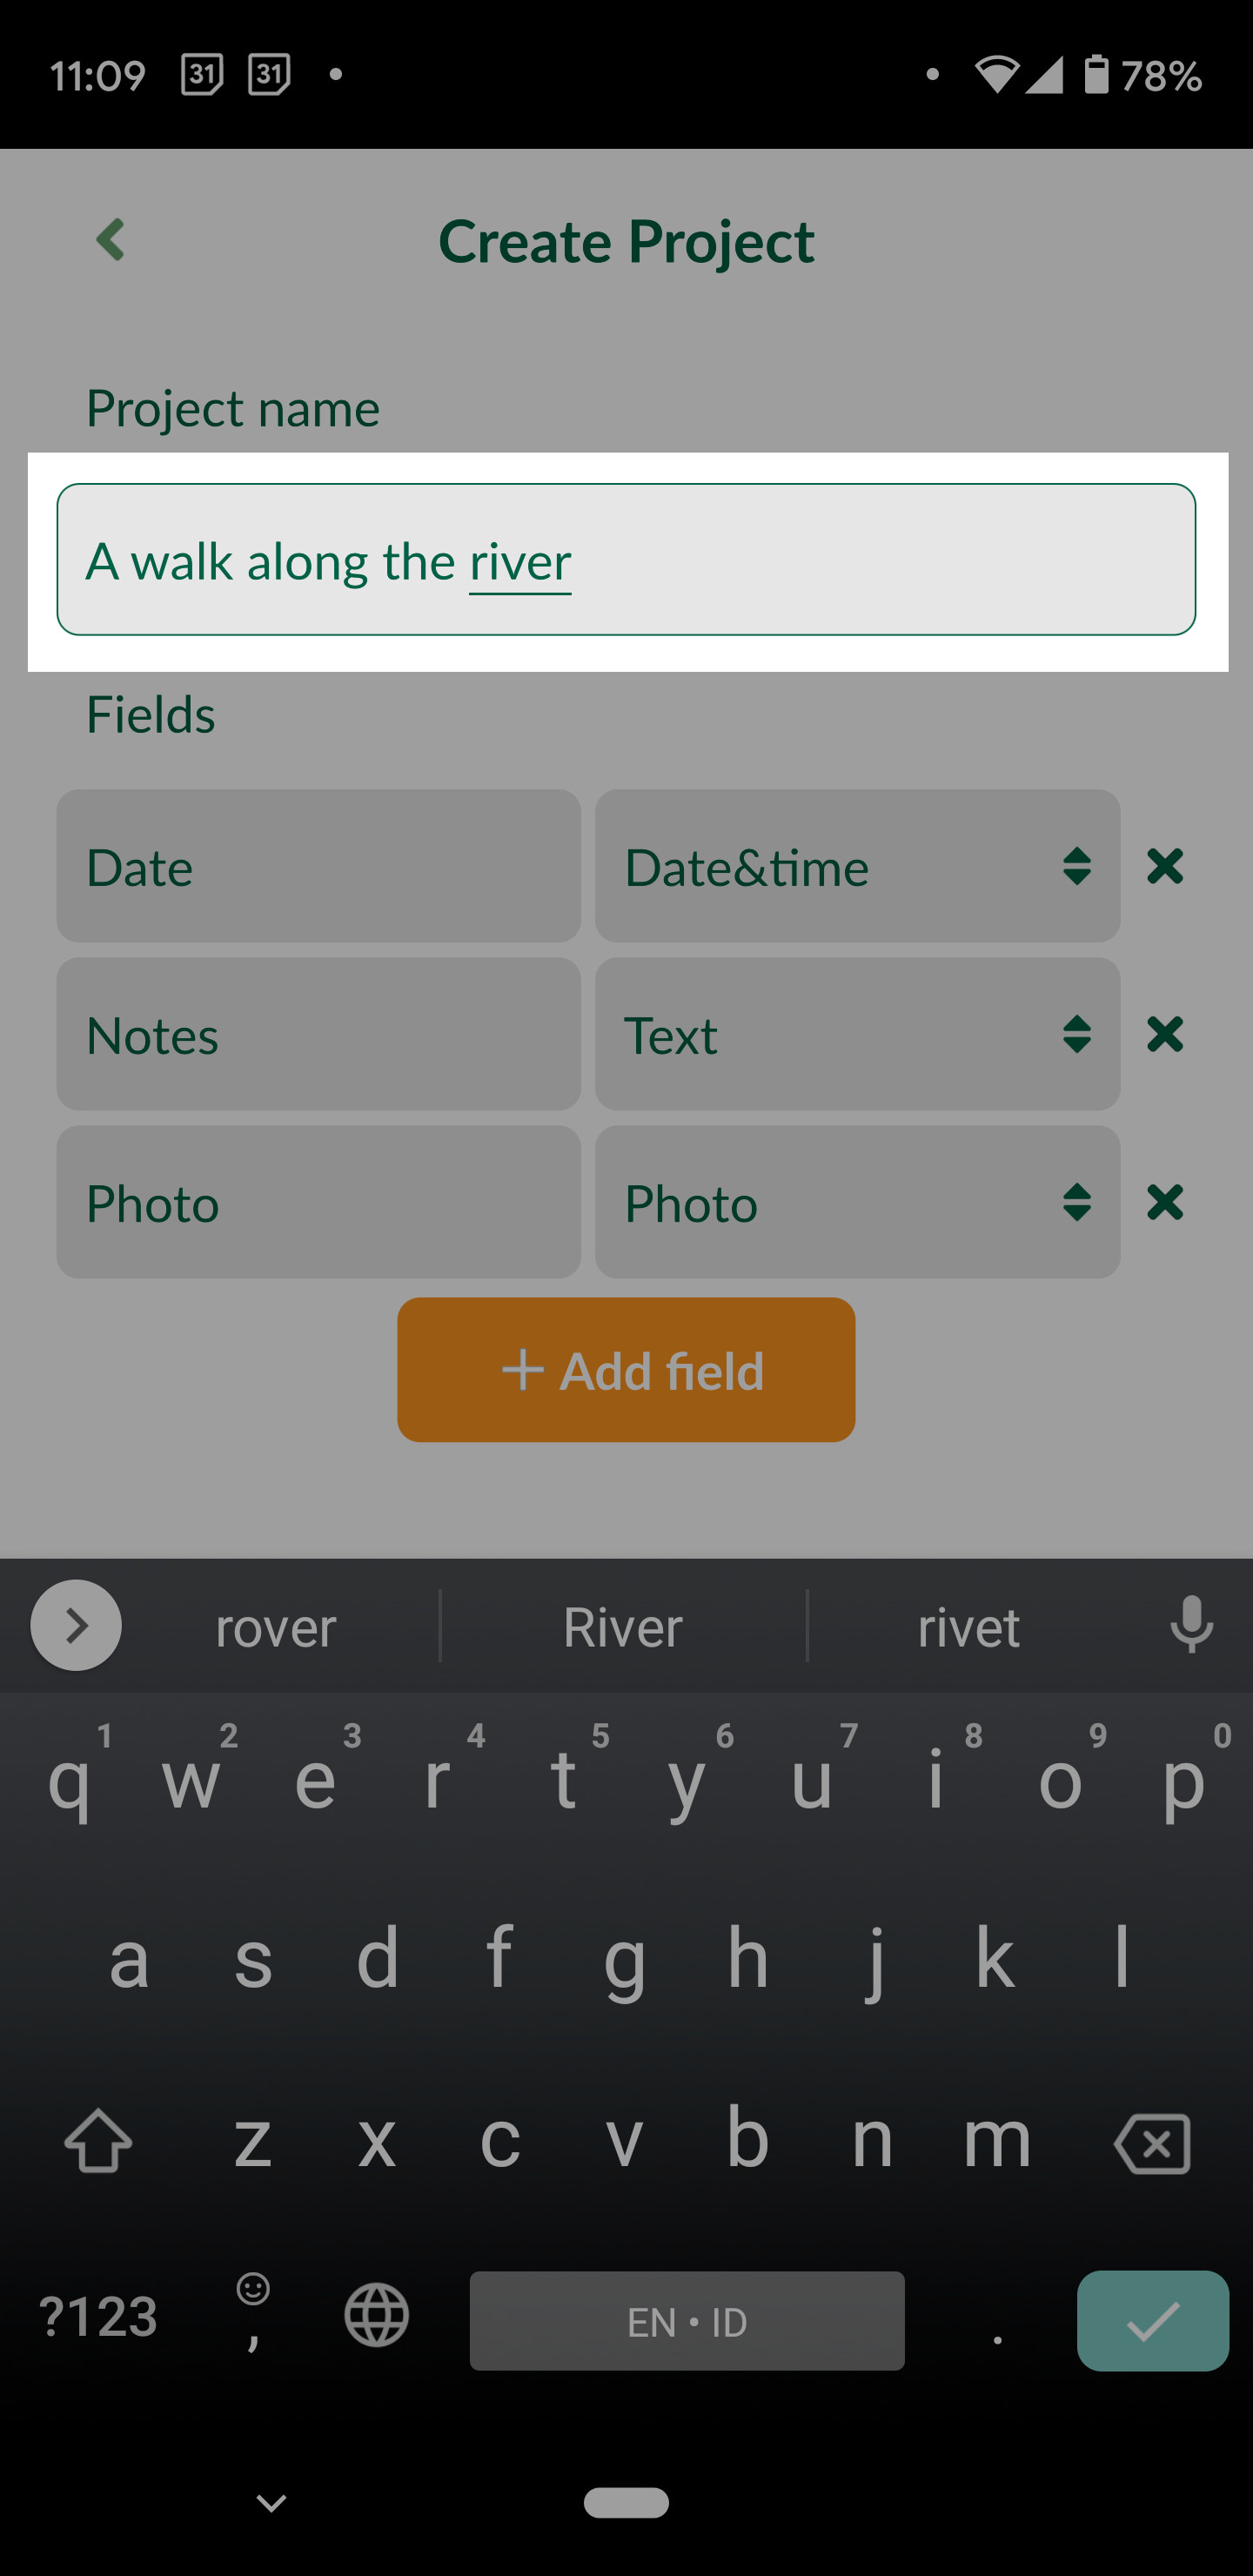 11:09 31 31 78%
Create Project
Project name
A walk along the river
Fields
Date Date&time
Notes Text
Photo Photo
Add field
rover River rivet
1 2 3 4 5 6 7 8 9 0
q w e r t y u i o p
a s d f g h j k l
z x c v b n m
?123 , EN • ID .